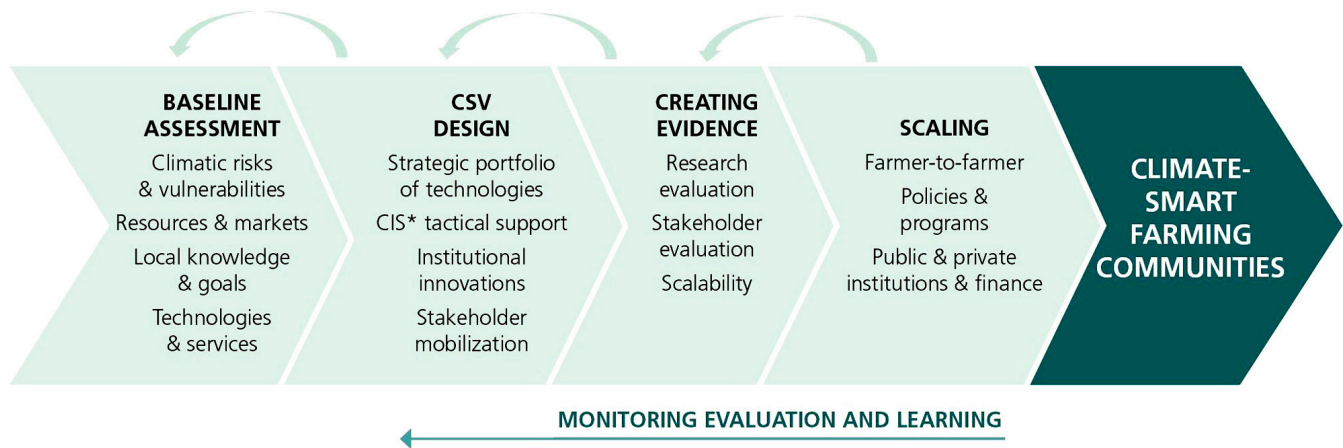 BASELINE
ASSESSMENT
Climatic risks
& vulnerabilities
Resources & markets
Local knowledge
& goals
Technologies
& services
CSV
DESIGN
Strategic portfolio
of technologies
CIS* tactical support
Institutional
innovations
Stakeholder
mobilization
CREATING
EVIDENCE
Research
evaluation
Stakeholder
evaluation
Scalability
SCALING
Farmer-to-farmer
Policies &
programs
Public & private
institutions & finance
CLIMATE-
SMART
FARMING
COMMUNITIES
MONITORING EVALUATION AND LEARNING